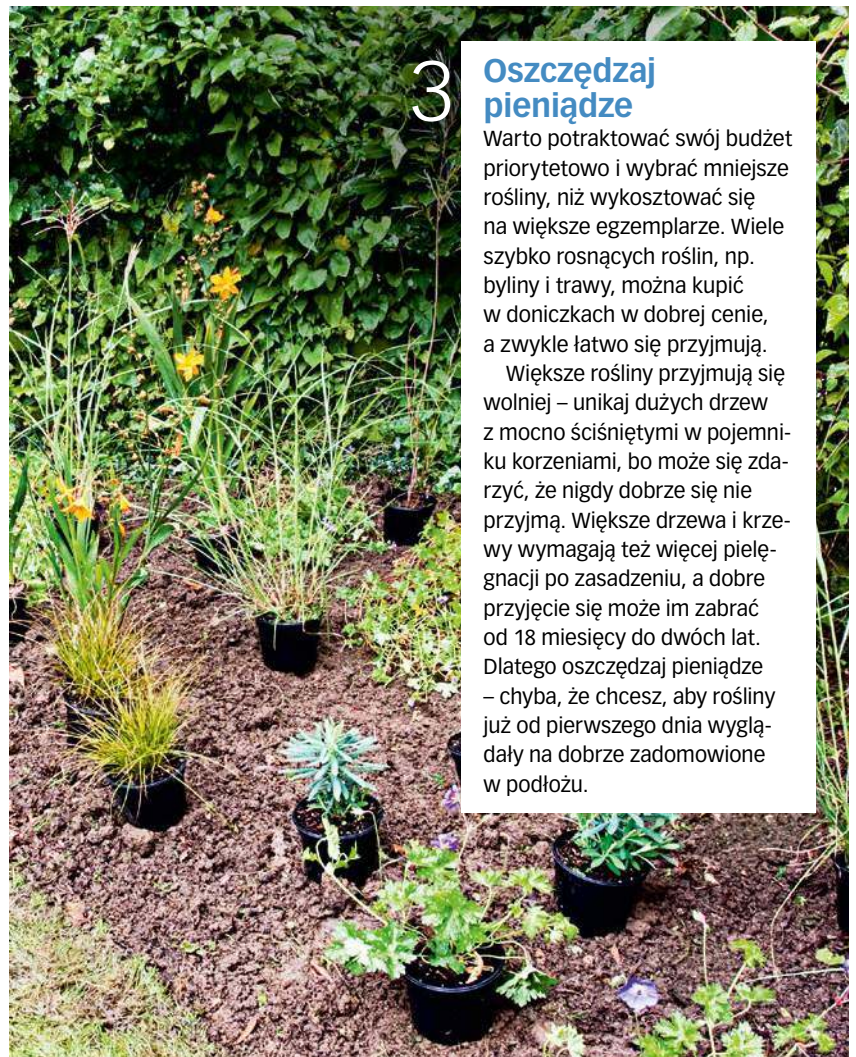 3
Oszczędzaj
pieniądze
Warto potraktować swój budżet
priorytetowo i wybrać mniejsze
rośliny, niż wykosztować się
na większe egzemplarze. Wiele
szybko rosnących roślin, np.
byliny i trawy, można kupić
w doniczkach w dobrej cenie,
a zwykle łatwo się przyjmują.
Większe rośliny przyjmują się
wolniej – unikaj dużych drzew
z mocno ściśniętymi w pojemni-
ku korzeniami, bo może się zda-
rzyć, że nigdy dobrze się nie
przyjmą. Większe drzewa i krze-
wy wymagają też więcej pielę-
gnacji po zasadzeniu, a dobre
przyjęcie się może im zabrać
od 18 miesięcy do dwóch lat.
Dlatego oszczędzaj pieniądze
– chyba, że chcesz, aby rośliny
już od pierwszego dnia wyglą-
dały na dobrze zadomowione
w podłożu.